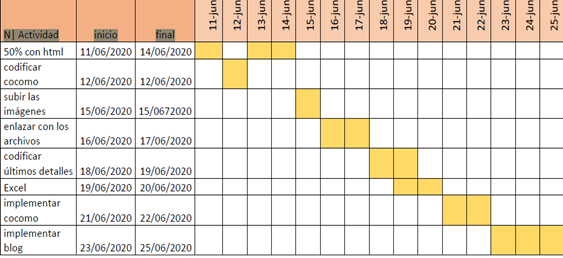 N| Actividad inicio final 11-jun 12-jun 13-jun 14-jun 15-jun 16-jun 17-jun 18-jun 19-jun 20-jun 21-jun 22-jun 23-jun 24-jun 25-jun
50% con html 11/06/2020 14/06/2020
codificar
cocomo 12/06/2020 12/06/2020
subir las
imágenes 15/06/2020 15/0672020
enlazar con los
archivos 16/06/2020 17/06/2020
codificar
últimos detalles 18/06/2020 19/06/2020
Excel 19/06/2020 20/06/2020
implementar
cocomo 21/06/2020 22/06/2020
implementar
blog 23/06/2020 25/06/2020